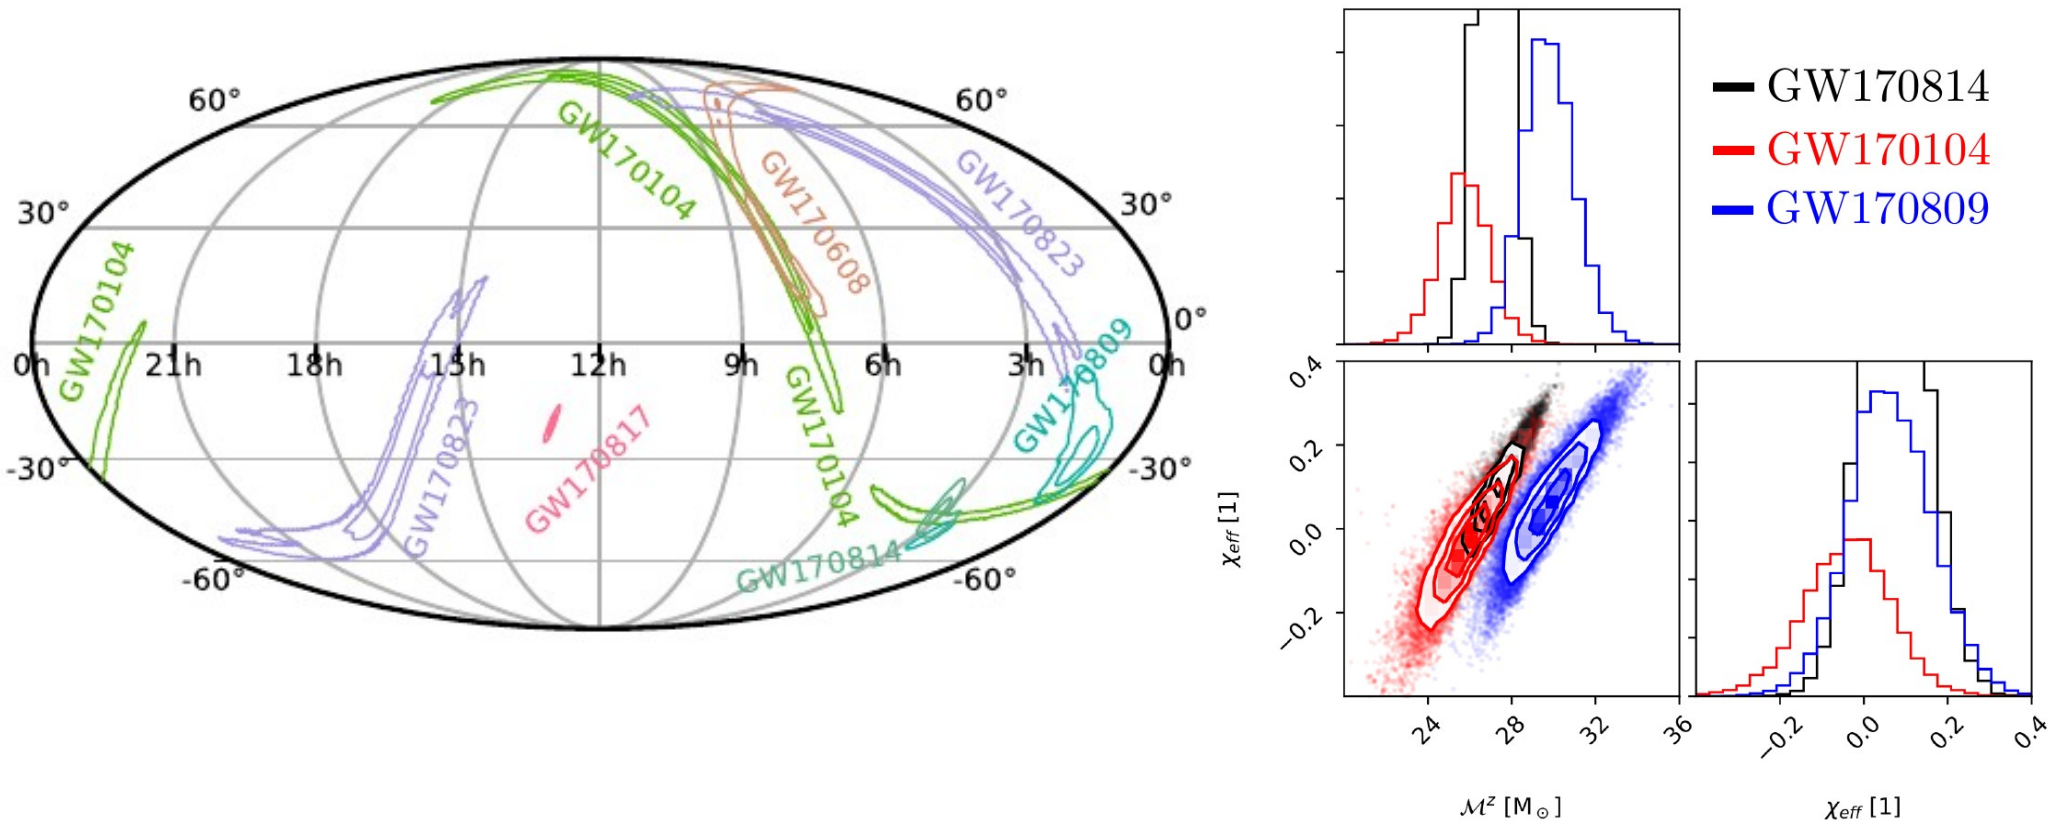 60°
60°
30°
30°
0°
-30°
-30°
-60°
-60°
0h
21h
18h
15h
12h
9h
6h
3h
0h
GW170104
GW170608
GW170823
GW170104
GW170809
GW170823
GW170817
GW170104
GW170814
GW170814
GW170104
GW170809
0.4
0.2
0.0
−0.2
χeff [1]
24
28
32
36
ℳᶻ [M⊙]
−0.2
0.0
0.2
0.4
χeff [1]